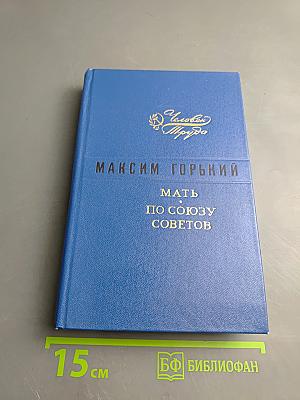 Человек
Труда
МАКСИМ ГОРЬКИЙ
МАТЬ
•
ПО СОЮЗУ
СОВЕТОВ
15 см
БФ БИБЛИОФАН